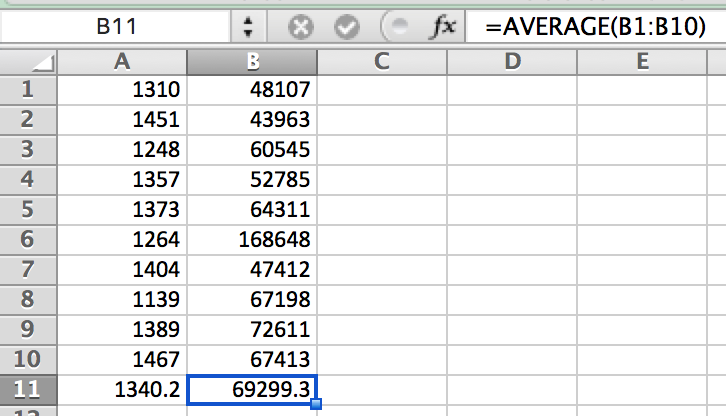 B11 fx =AVERAGE(B1:B10)
A B C D E
1 1310 48107
2 1451 43963
3 1248 60545
4 1357 52785
5 1373 64311
6 1264 168648
7 1404 47412
8 1139 67198
9 1389 72611
10 1467 67413
11 1340.2 69299.3
12